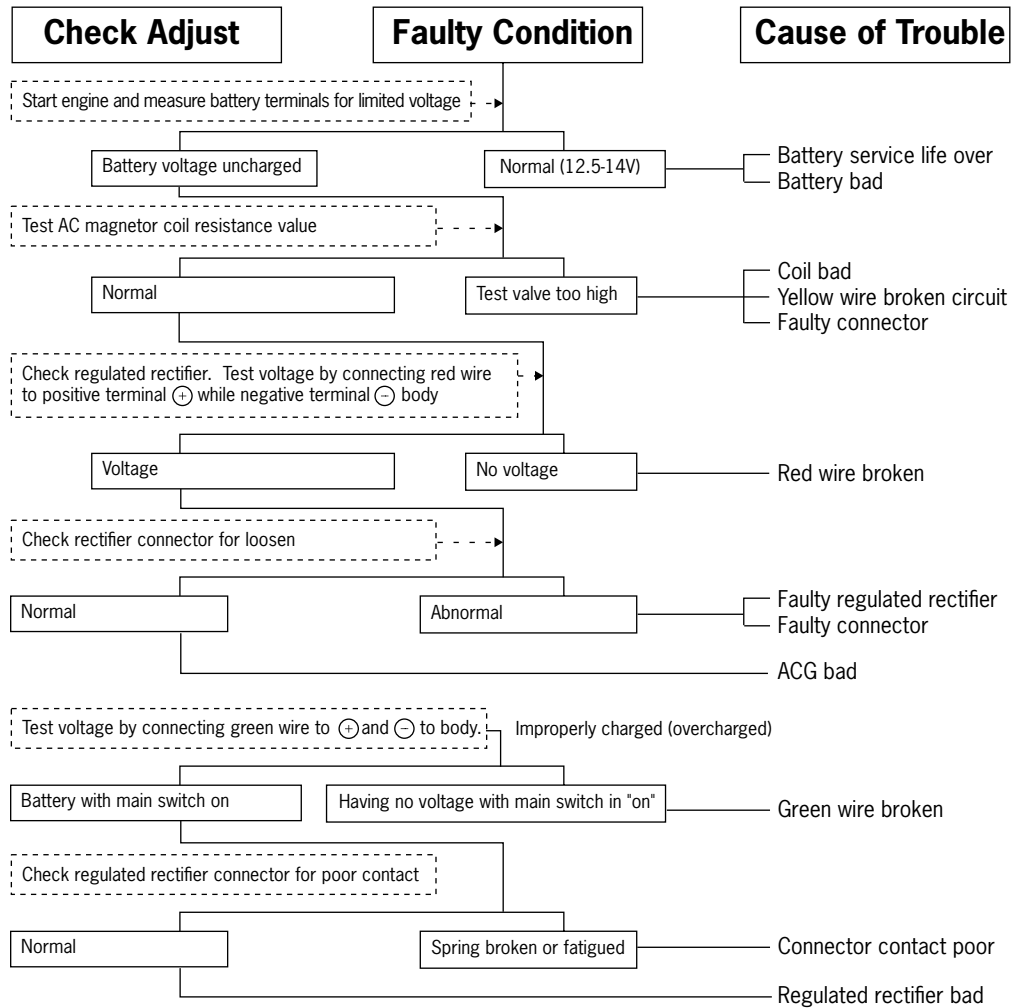 Check Adjust
Faulty Condition
Cause of Trouble
Start engine and measure battery terminals for limited voltage
Battery voltage uncharged
Normal (12.5-14V)
Battery service life over
Battery bad
Test AC magnetor coil resistance value
Normal
Test valve too high
Coil bad
Yellow wire broken circuit
Faulty connector
Check regulated rectifier. Test voltage by connecting red wire
to positive terminal (+) while negative terminal (−) body
Voltage
No voltage
Red wire broken
Check rectifier connector for loosen
Normal
Abnormal
Faulty regulated rectifier
Faulty connector
ACG bad
Test voltage by connecting green wire to (+) and (−) to body.
Improperly charged (overcharged)
Battery with main switch on
Having no voltage with main switch in "on"
Green wire broken
Check regulated rectifier connector for poor contact
Normal
Spring broken or fatigued
Connector contact poor
Regulated rectifier bad